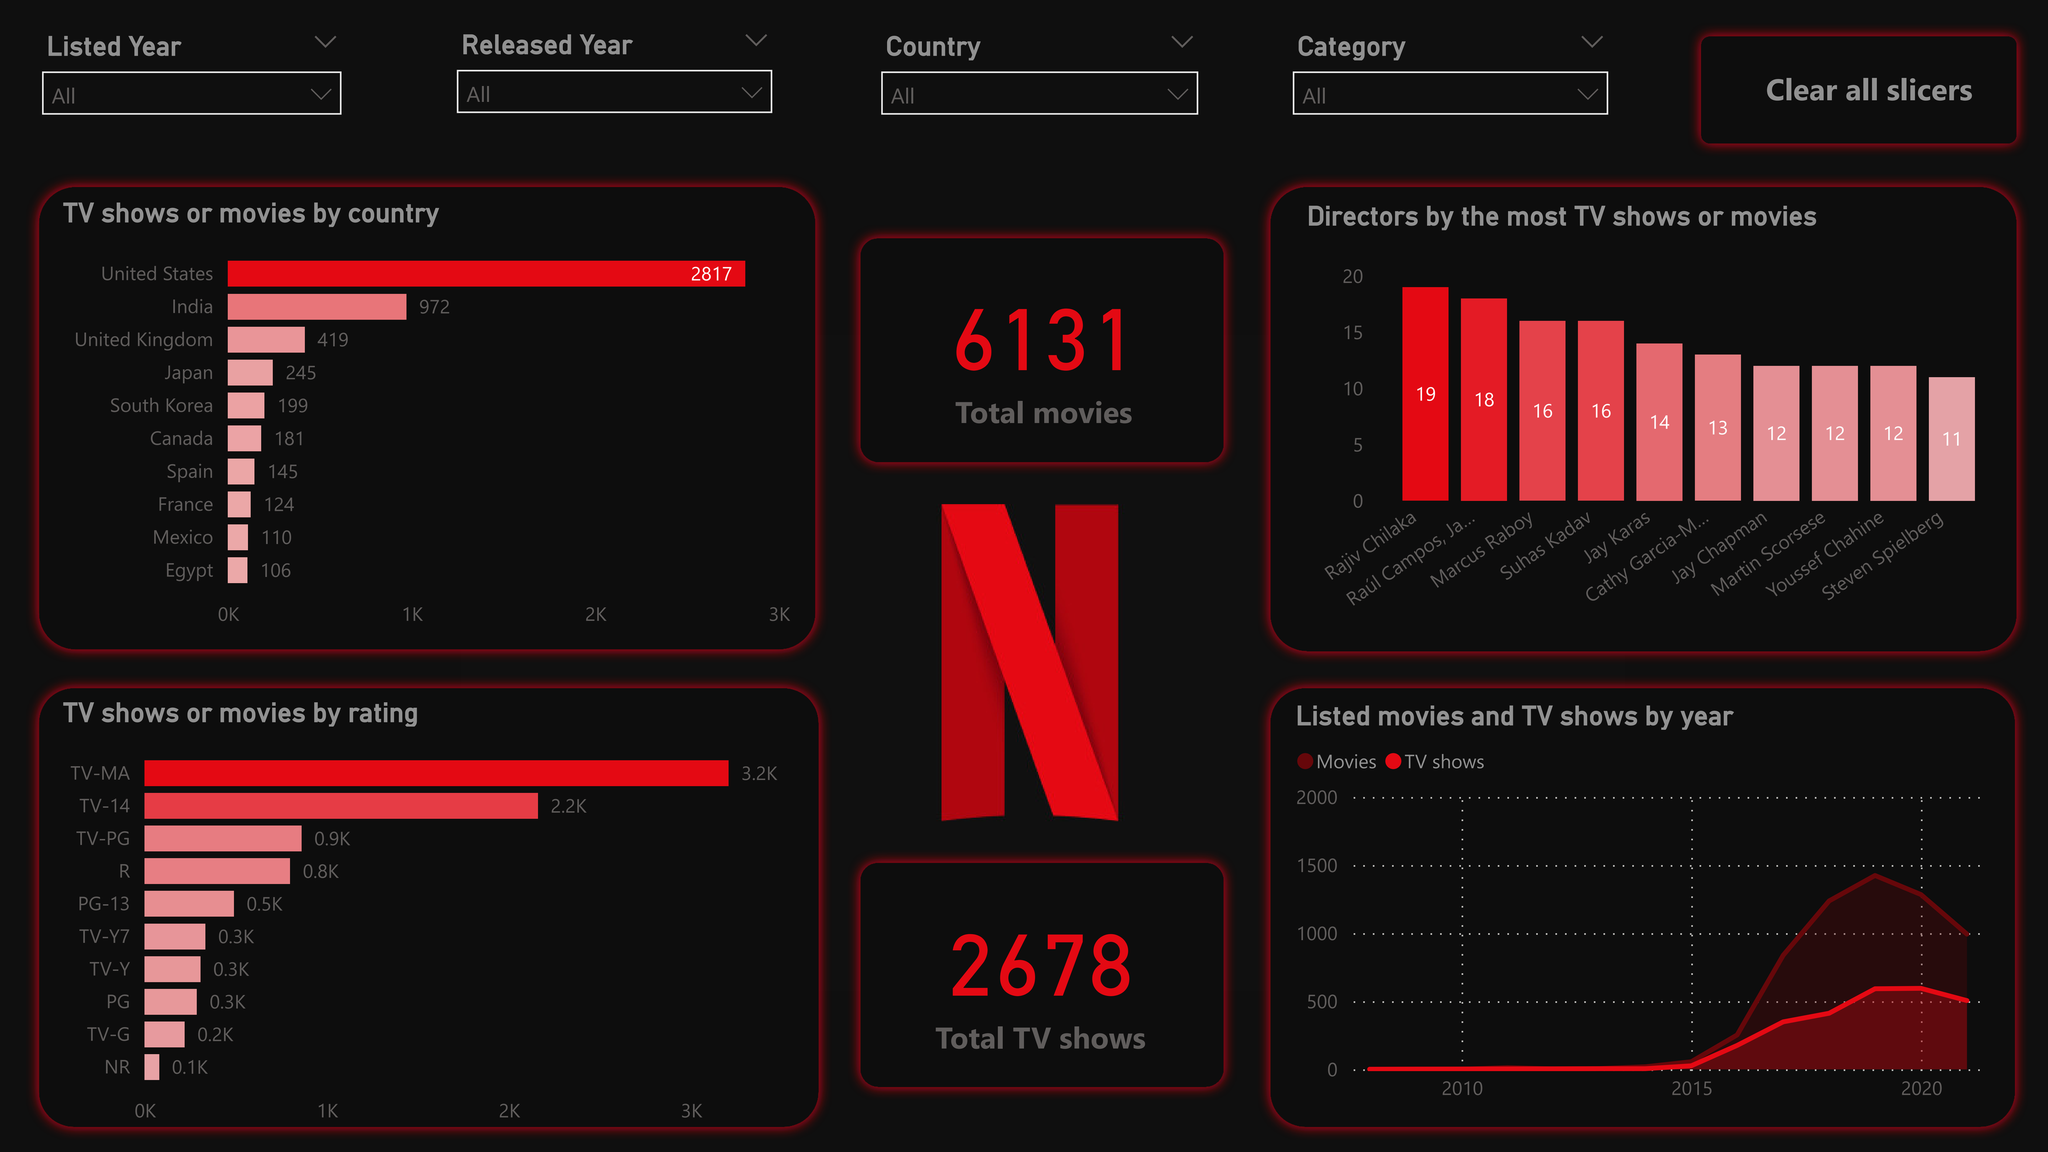 Listed Year
All
Released Year
All
Country
All
Category
All
Clear all slicers
TV shows or movies by country
United States 2817
India 972
United Kingdom 419
Japan 245
South Korea 199
Canada 181
Spain 145
France 124
Mexico 110
Egypt 106
0K 1K 2K 3K
6131
Total movies
Directors by the most TV shows or movies
20
15
10
5
0
19 18 16 16 14 13 12 12 12 11
Rajiv Chilaka
Raúl Campos, Ja...
Marcus Raboy
Suhas Kadav
Jay Karas
Cathy Garcia-M...
Jay Chapman
Martin Scorsese
Youssef Chahine
Steven Spielberg
TV shows or movies by rating
TV-MA 3.2K
TV-14 2.2K
TV-PG 0.9K
R 0.8K
PG-13 0.5K
TV-Y7 0.3K
TV-Y 0.3K
PG 0.3K
TV-G 0.2K
NR 0.1K
0K 1K 2K 3K
N
2678
Total TV shows
Listed movies and TV shows by year
Movies TV shows
2000
1500
1000
500
0
2010 2015 2020